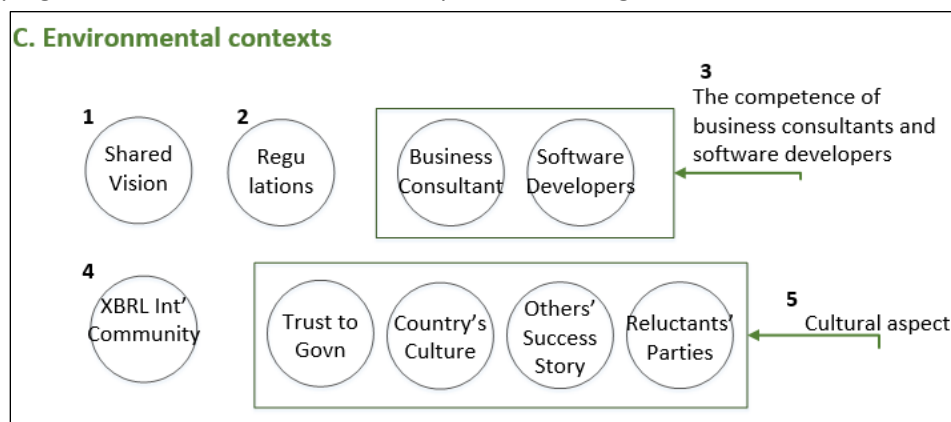 C. Environmental contexts
1
Shared
Vision
2
Regu
lations
Business
Consultant
Software
Developers
3
The competence of
business consultants and
software developers
4
XBRL Int'
Community
Trust to
Govn
Country's
Culture
Others'
Success
Story
Reluctants'
Parties
5
Cultural aspect